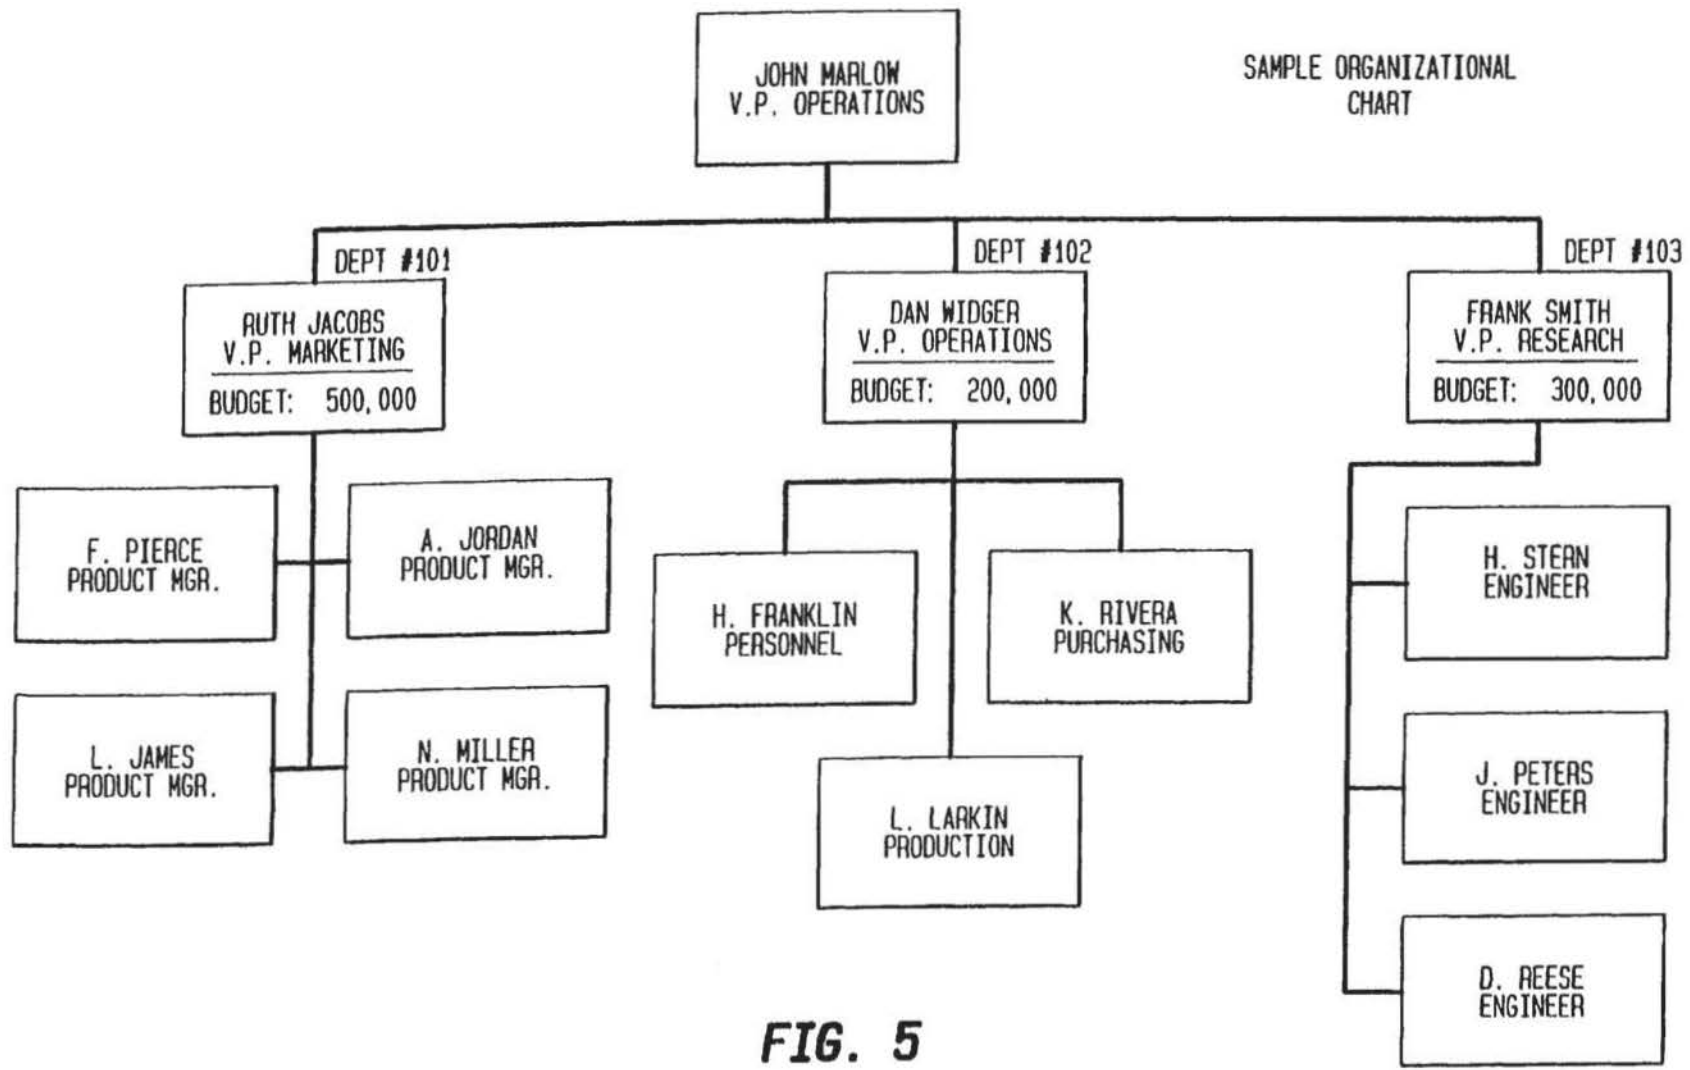 JOHN MARLOW
V.P. OPERATIONS
SAMPLE ORGANIZATIONAL
CHART
DEPT #101
RUTH JACOBS
V.P. MARKETING
BUDGET: 500,000
DEPT #102
DAN WIDGER
V.P. OPERATIONS
BUDGET: 200,000
DEPT #103
FRANK SMITH
V.P. RESEARCH
BUDGET: 300,000
F. PIERCE
PRODUCT MGR.
A. JORDAN
PRODUCT MGR.
L. JAMES
PRODUCT MGR.
N. MILLER
PRODUCT MGR.
H. FRANKLIN
PERSONNEL
K. RIVERA
PURCHASING
L. LARKIN
PRODUCTION
H. STERN
ENGINEER
J. PETERS
ENGINEER
D. REESE
ENGINEER
FIG. 5